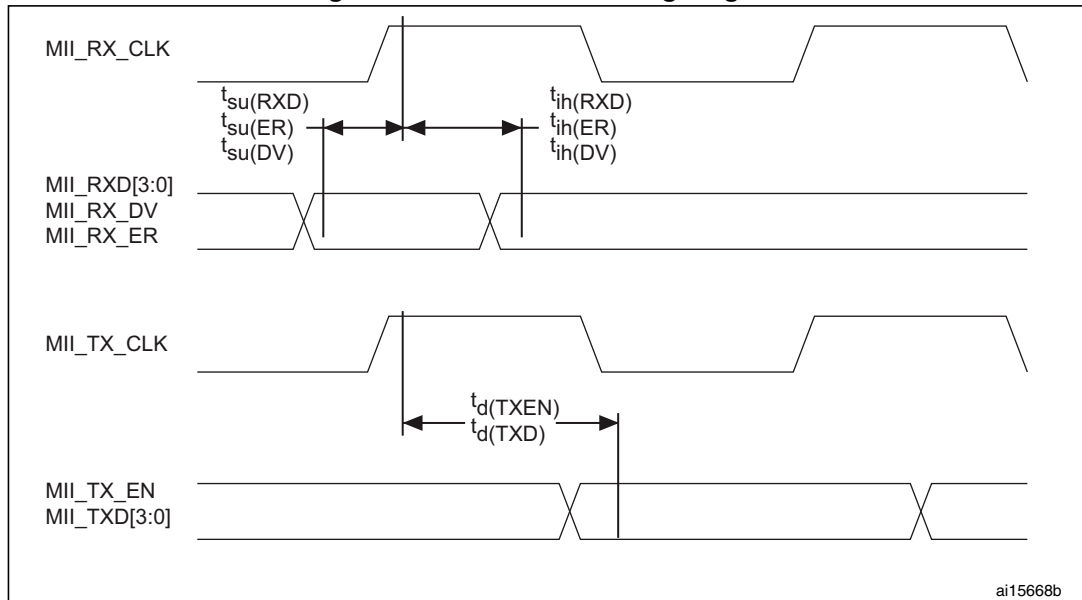 MII_RX_CLK
tsu(RXD)
tsu(ER)
tsu(DV)
tih(RXD)
tih(ER)
tih(DV)
MII_RXD[3:0]
MII_RX_DV
MII_RX_ER
MII_TX_CLK
td(TXEN)
td(TXD)
MII_TX_EN
MII_TXD[3:0]
ai15668b